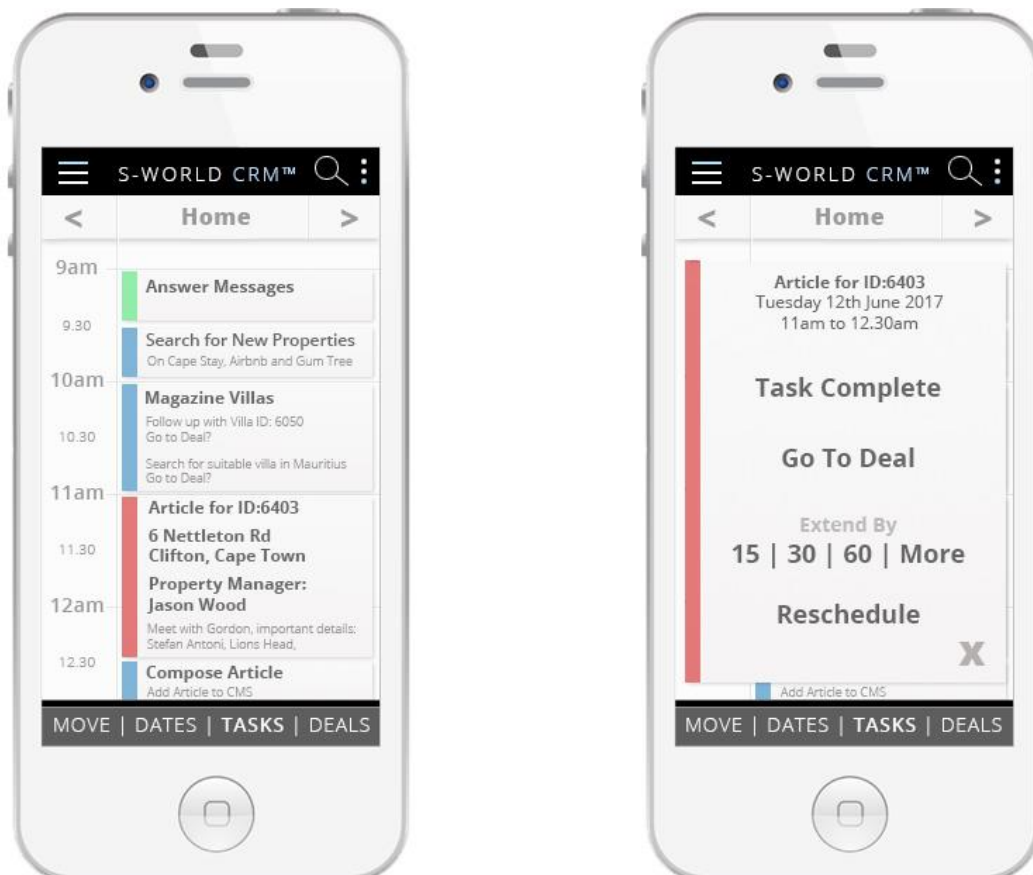 S-WORLD CRM™
< Home >
9am
Answer Messages
9.30
Search for New Properties
On Cape Stay, Airbnb and Gum Tree
10am
Magazine Villas
Follow up with Villa ID: 6050
10.30
Go to Deal?
Search for suitable villa in Mauritius
Go to Deal?
11am
Article for ID:6403
6 Nettleton Rd
11.30
Clifton, Cape Town
Property Manager:
12am
Jason Wood
Meet with Gordon, important details:
Stefan Antoni, Lions Head,
12.30
Compose Article
Add Article to CMS
MOVE | DATES | TASKS | DEALS
S-WORLD CRM™
< Home >
Article for ID:6403
Tuesday 12th June 2017
11am to 12.30am
Task Complete
Go To Deal
Extend By
15 | 30 | 60 | More
Reschedule
X
Add Article to CMS
MOVE | DATES | TASKS | DEALS